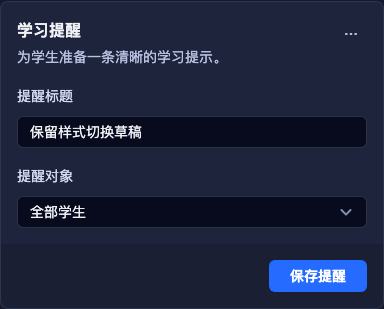 学习提醒
...
为学生准备一条清晰的学习提示。
提醒标题
保留样式切换草稿
提醒对象
全部学生
保存提醒